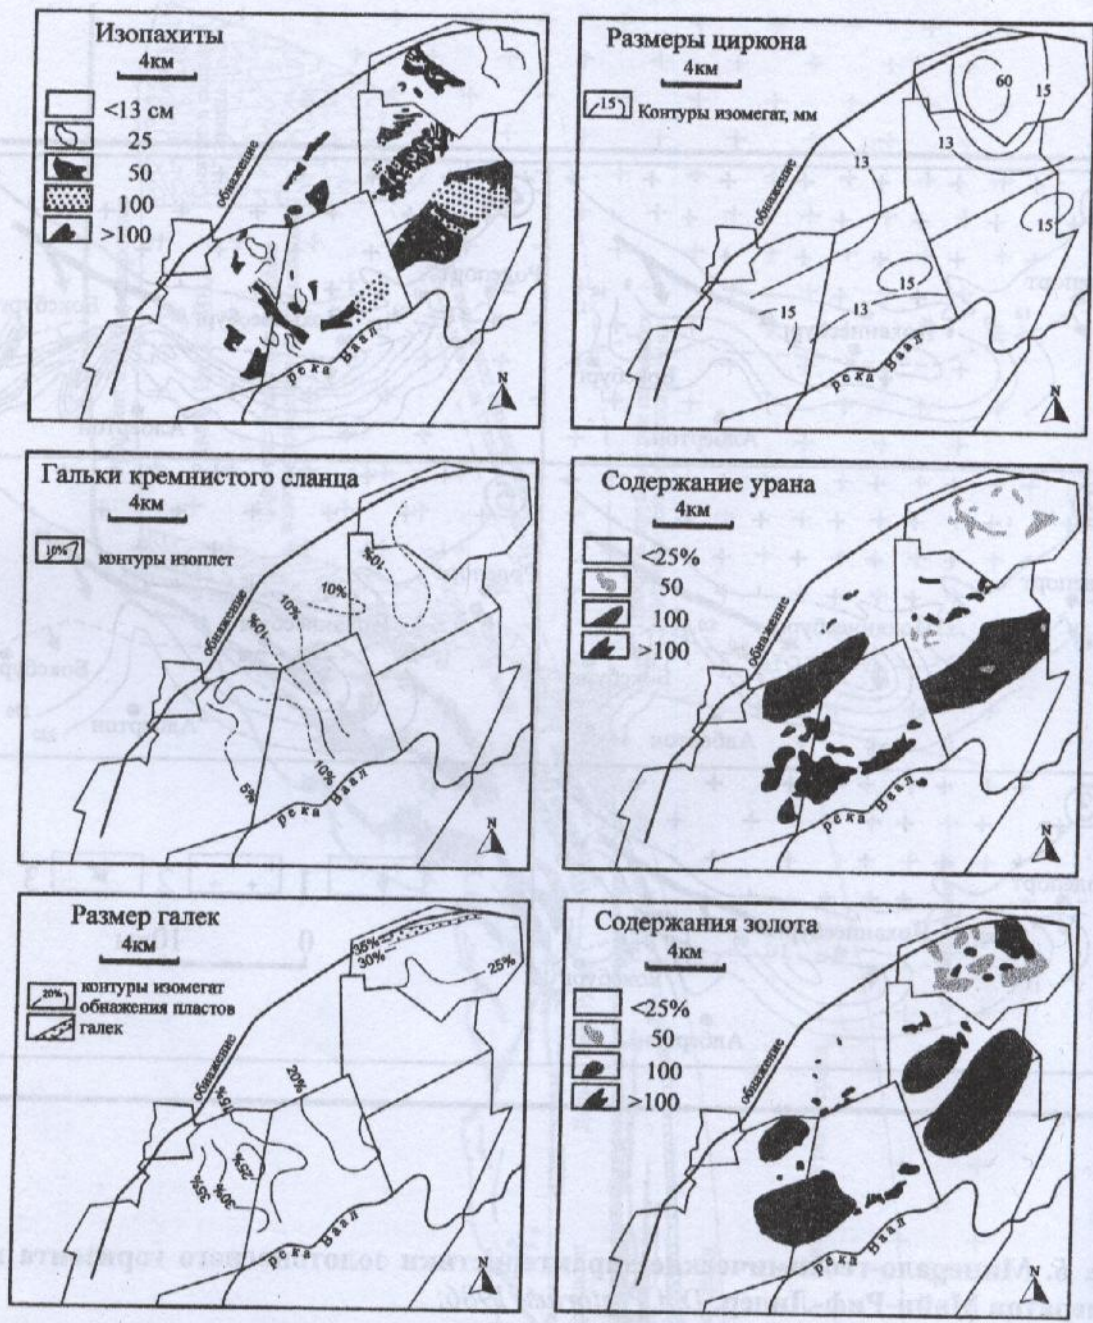 Изопахиты
4км
<13 см
25
50
100
>100
обнажение
река Ваал
N
Размеры циркона
4км
15 Контуры изомегат, мм
60
15
13
13
15
15
15
13
обнажение
река Ваал
N
Гальки кремнистого сланца
4км
10% контуры изоплет
10%
10%
10%
10%
10%
5%
обнажение
река Ваал
N
Содержание урана
4км
<25%
50
100
>100
обнажение
река Ваал
N
Размер галек
4км
20% контуры изомегат
обнажения пластов
галек
35%
30%
25%
20%
15%
25%
30%
35%
обнажение
река Ваал
N
Содержания золота
4км
<25%
50
100
>100
обнажение
река Ваал
N